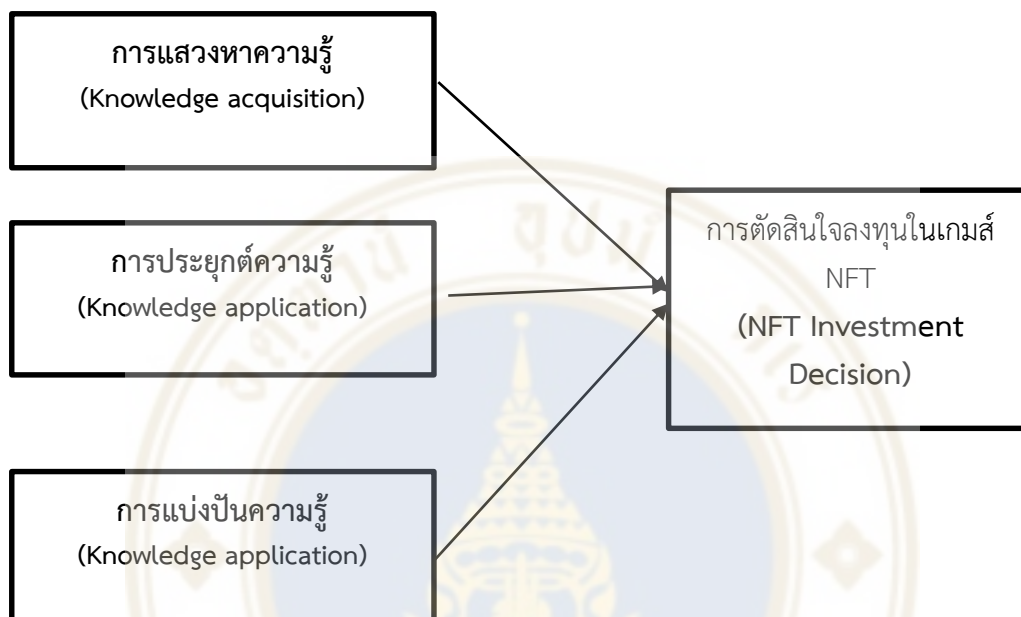 การแสวงหาความรู้
(Knowledge acquisition)
การประยุกต์ความรู้
(Knowledge application)
การแบ่งปันความรู้
(Knowledge application)
การตัดสินใจลงทุนในเกมส์
NFT
(NFT Investment
Decision)